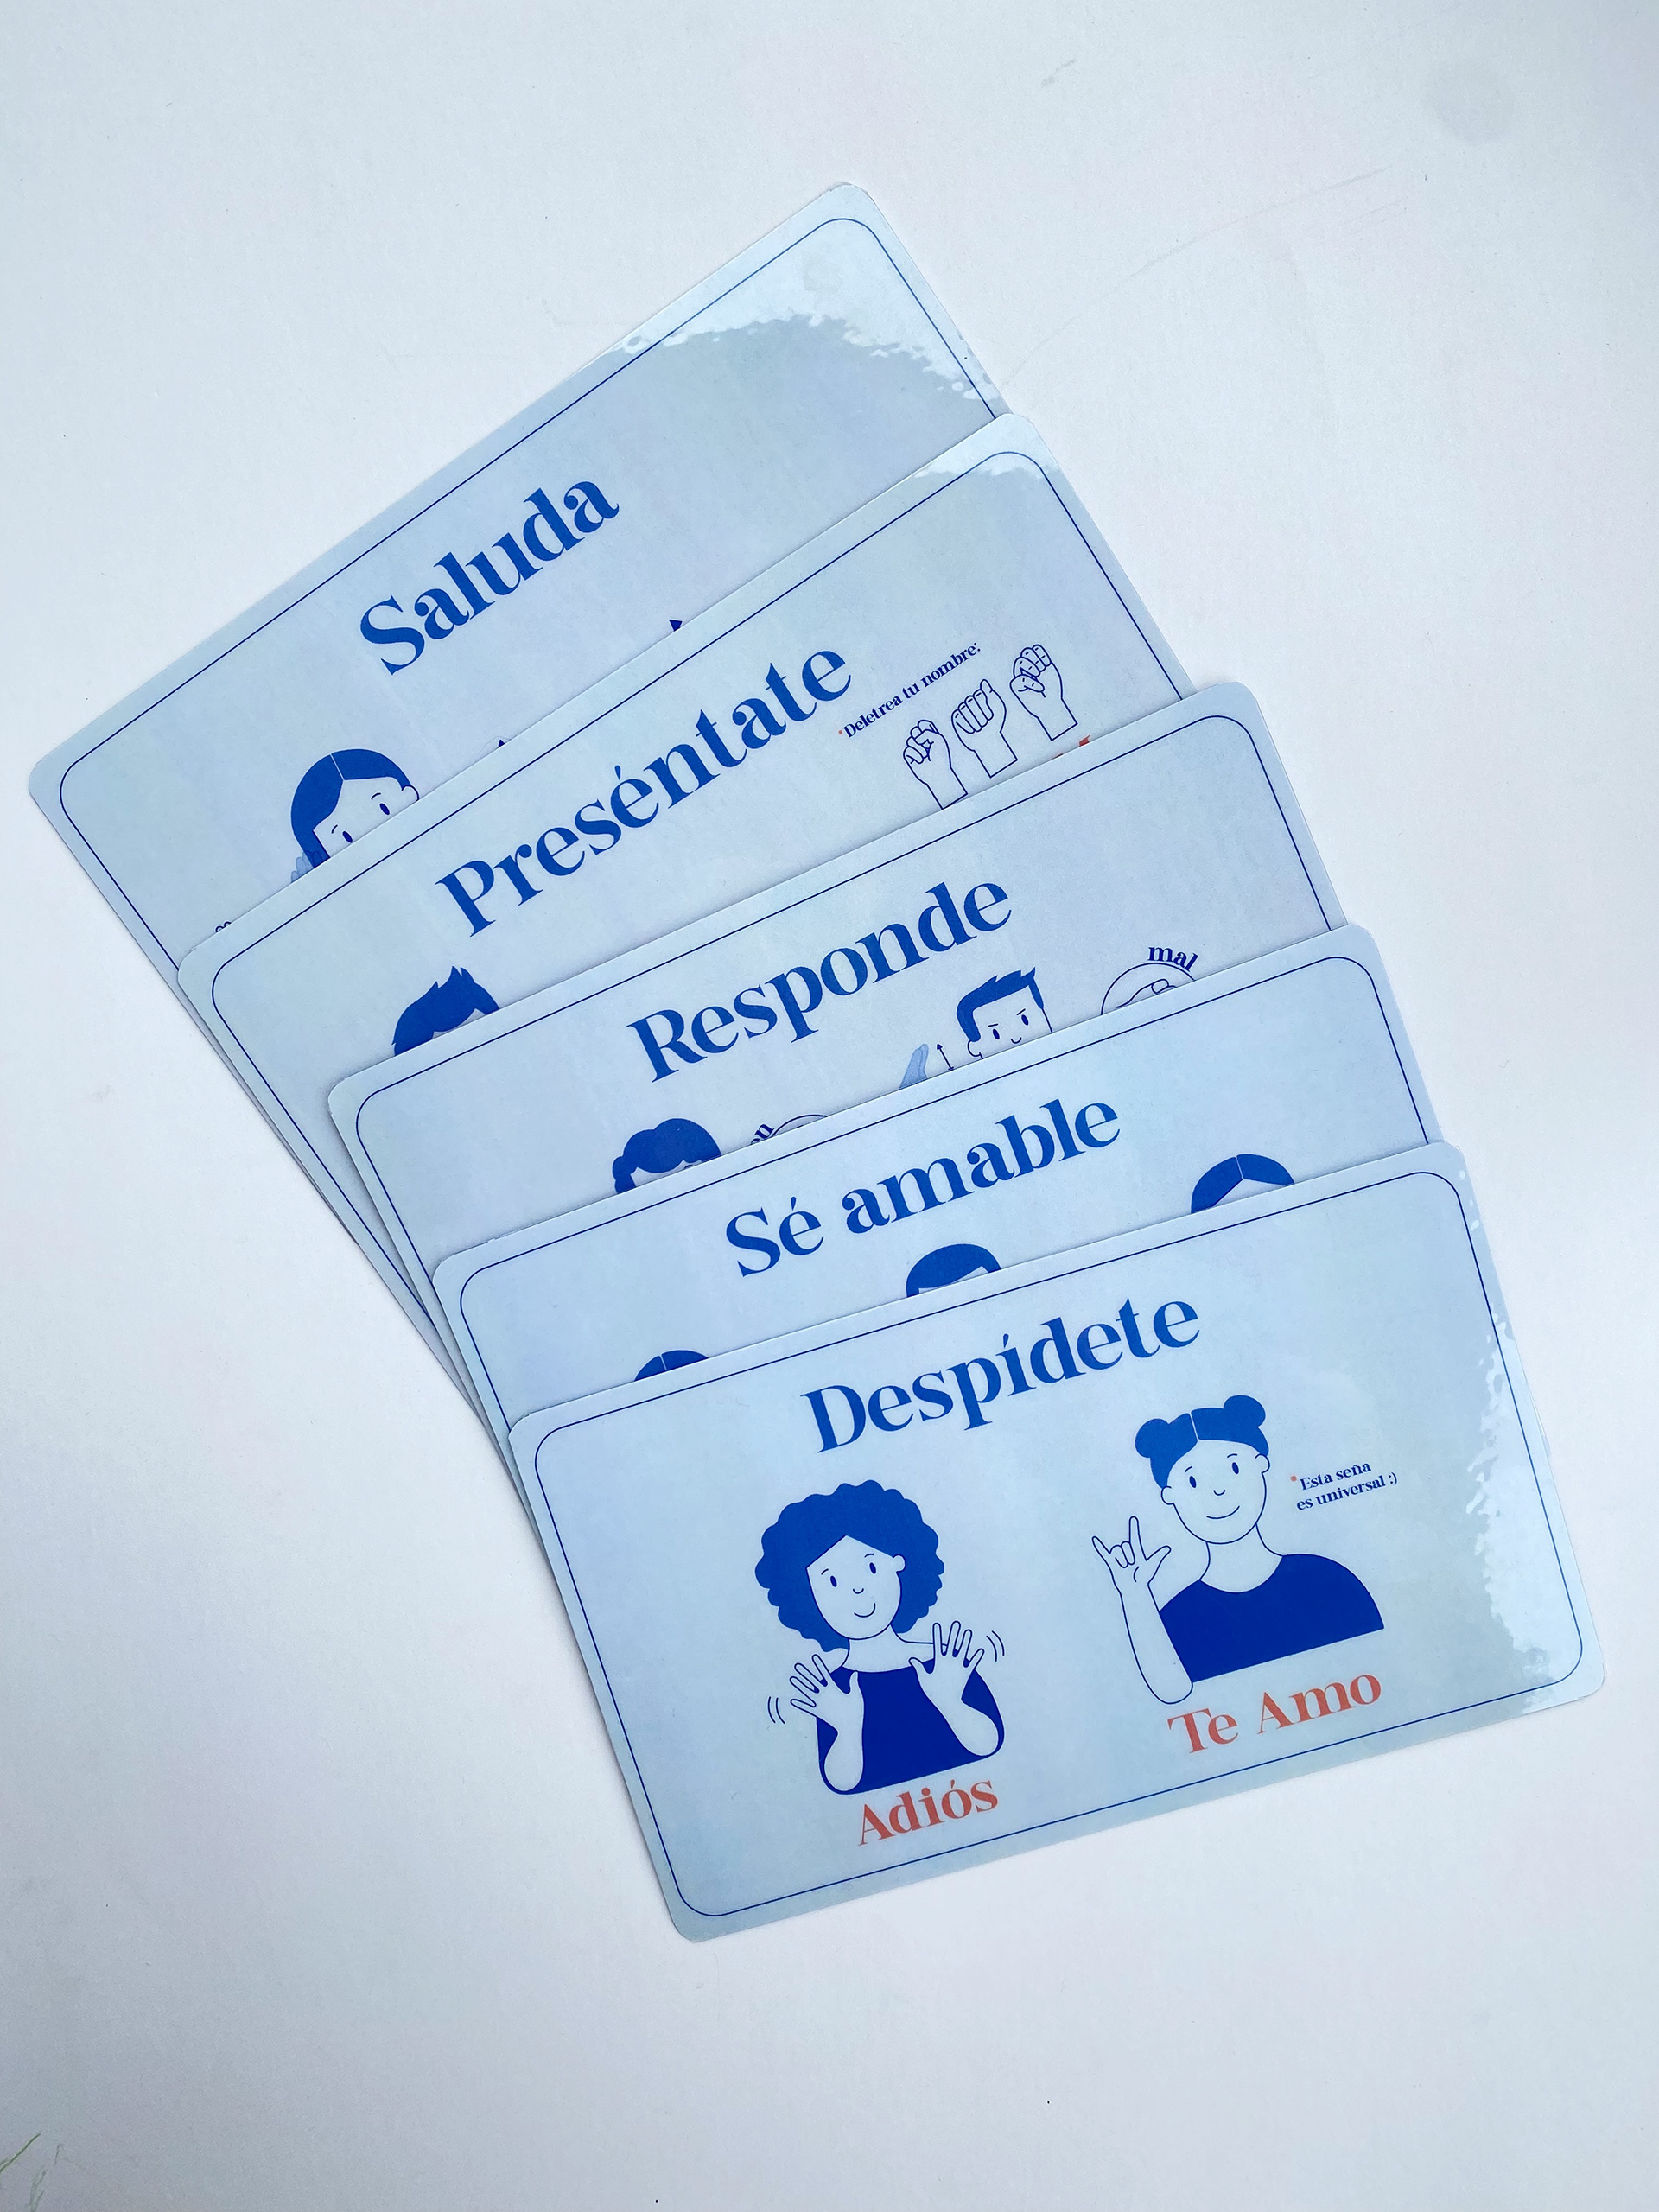 Saluda
Preséntate
*Deletrea tu nombre:
Responde
mal
Sé amable
Despídete
*Esta seña
es universal :)
Te Amo
Adiós